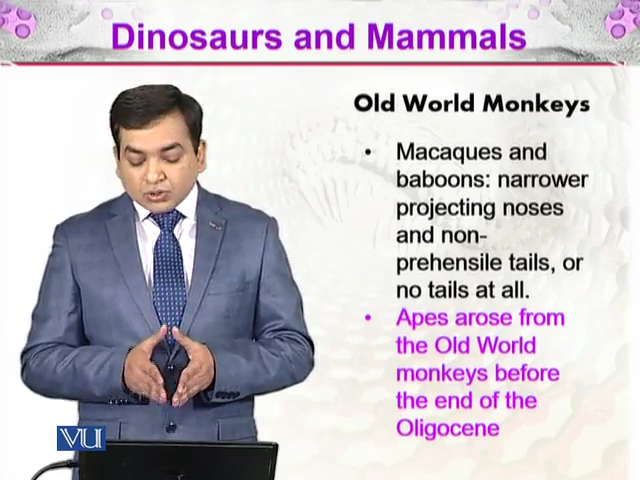 Dinosaurs and Mammals
Old World Monkeys
• Macaques and
baboons: narrower
projecting noses
and non-
prehensile tails, or
no tails at all.
• Apes arose from
the Old World
monkeys before
the end of the
Oligocene
VU